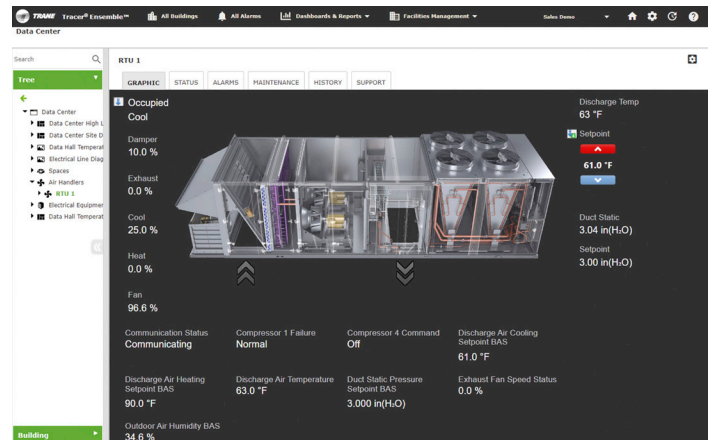 TRANE Tracer® Ensemble™ All Buildings All Alarms Dashboards & Reports Facilities Management Sales Demo
Data Center
Search
RTU 1
Tree
GRAPHIC STATUS ALARMS MAINTENANCE HISTORY SUPPORT
Data Center
Data Center High L
Data Center Site D
Data Hall Temperat
Electrical Line Diag
Spaces
Air Handlers
RTU 1
Electrical Equipmer
Data Hall Temperat
Building
Occupied
Cool
Damper
10.0 %
Exhaust
0.0 %
Cool
25.0 %
Heat
0.0 %
Fan
96.6 %
Discharge Temp
63 °F
Setpoint
61.0 °F
Duct Static
3.04 in(H₂O)
Setpoint
3.00 in(H₂O)
Communication Status
Communicating
Compressor 1 Failure
Normal
Compressor 4 Command
Off
Discharge Air Cooling
Setpoint BAS
61.0 °F
Discharge Air Heating
Setpoint BAS
90.0 °F
Discharge Air Temperature
63.0 °F
Duct Static Pressure
Setpoint BAS
3.000 in(H₂O)
Exhaust Fan Speed Status
0.0 %
Outdoor Air Humidity BAS
34.6 %